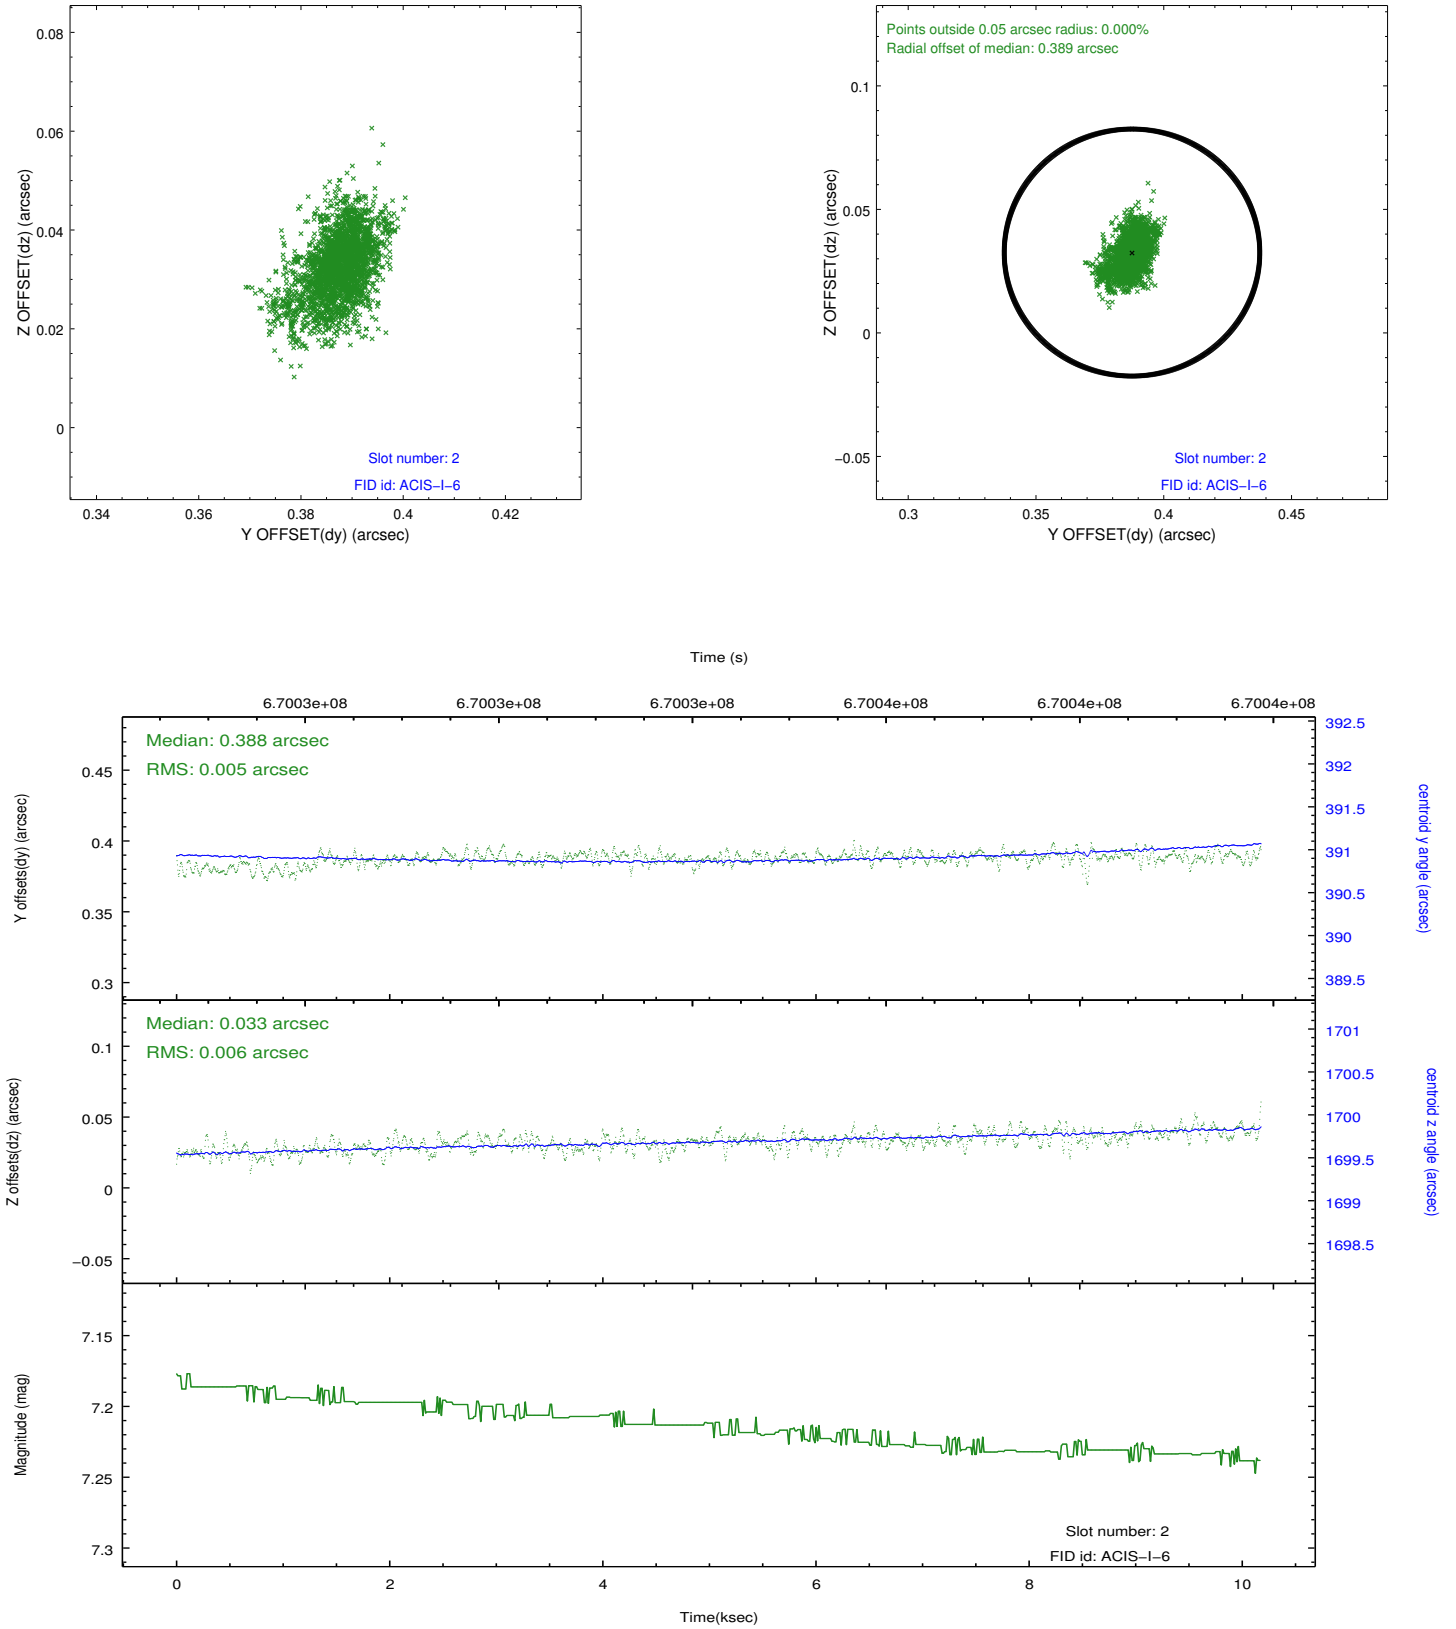 0.08
0.06
0.04
0.02
0
Z OFFSET(dz) (arcsec)
Slot number: 2
FID id: ACIS−I−6
0.34
0.36
0.38
0.4
0.42
Y OFFSET(dy) (arcsec)
Points outside 0.05 arcsec radius: 0.000%
Radial offset of median: 0.389 arcsec
0.1
0.05
0
−0.05
Z OFFSET(dz) (arcsec)
Slot number: 2
FID id: ACIS−I−6
0.3
0.35
0.4
0.45
Y OFFSET(dy) (arcsec)
Time (s)
6.7003e+08
6.7003e+08
6.7003e+08
6.7004e+08
6.7004e+08
6.7004e+08
Median: 0.388 arcsec
RMS: 0.005 arcsec
0.45
0.4
0.35
0.3
Y offsets(dy) (arcsec)
392.5
392
391.5
391
390.5
390
389.5
centroid y angle (arcsec)
Median: 0.033 arcsec
RMS: 0.006 arcsec
0.1
0.05
0
−0.05
Z offsets(dz) (arcsec)
1701
1700.5
1700
1699.5
1699
1698.5
centroid z angle (arcsec)
7.15
7.2
7.25
7.3
Magnitude (mag)
Slot number: 2
FID id: ACIS−I−6
0
2
4
6
8
10
Time(ksec)